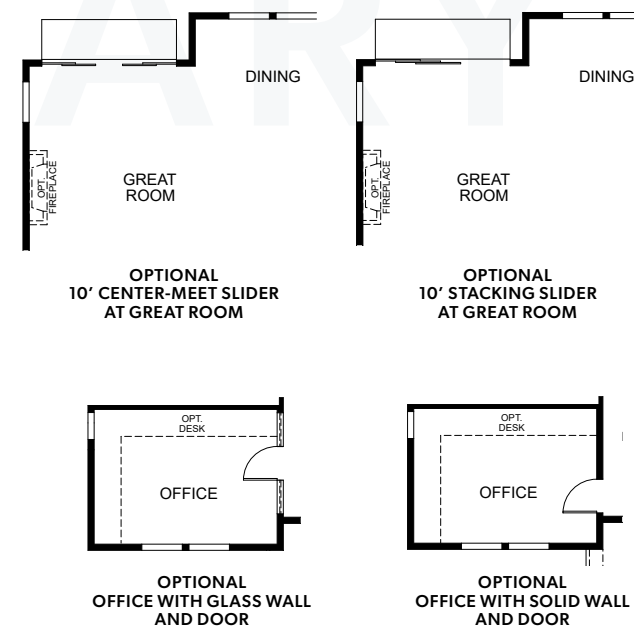 ARY
DINING
GREAT
ROOM
OPT.
FIREPLACE
OPTIONAL
10’ CENTER-MEET SLIDER
AT GREAT ROOM
DINING
GREAT
ROOM
OPT.
FIREPLACE
OPTIONAL
10’ STACKING SLIDER
AT GREAT ROOM
OPT.
DESK
OFFICE
OPTIONAL
OFFICE WITH GLASS WALL
AND DOOR
OPT.
DESK
OFFICE
OPTIONAL
OFFICE WITH SOLID WALL
AND DOOR